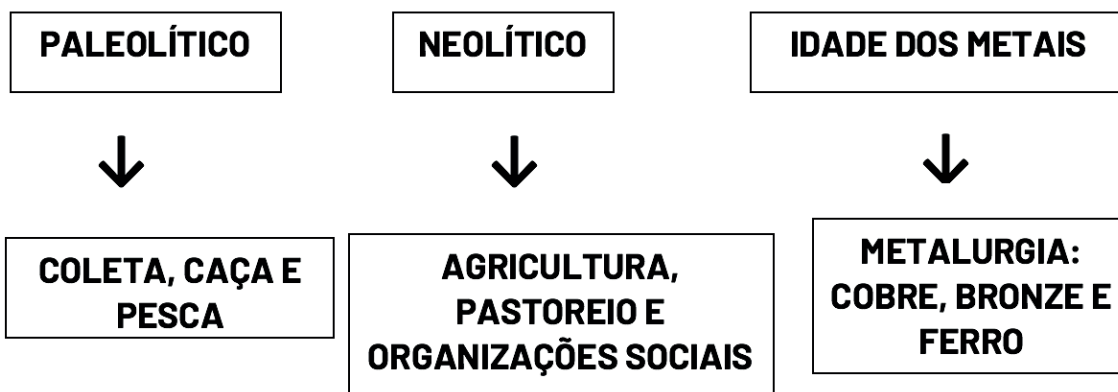 PALEOLÍTICO
NEOLÍTICO
IDADE DOS METAIS
COLETA, CAÇA E
PESCA
AGRICULTURA,
PASTOREIO E
ORGANIZAÇÕES SOCIAIS
METALURGIA:
COBRE, BRONZE E
FERRO